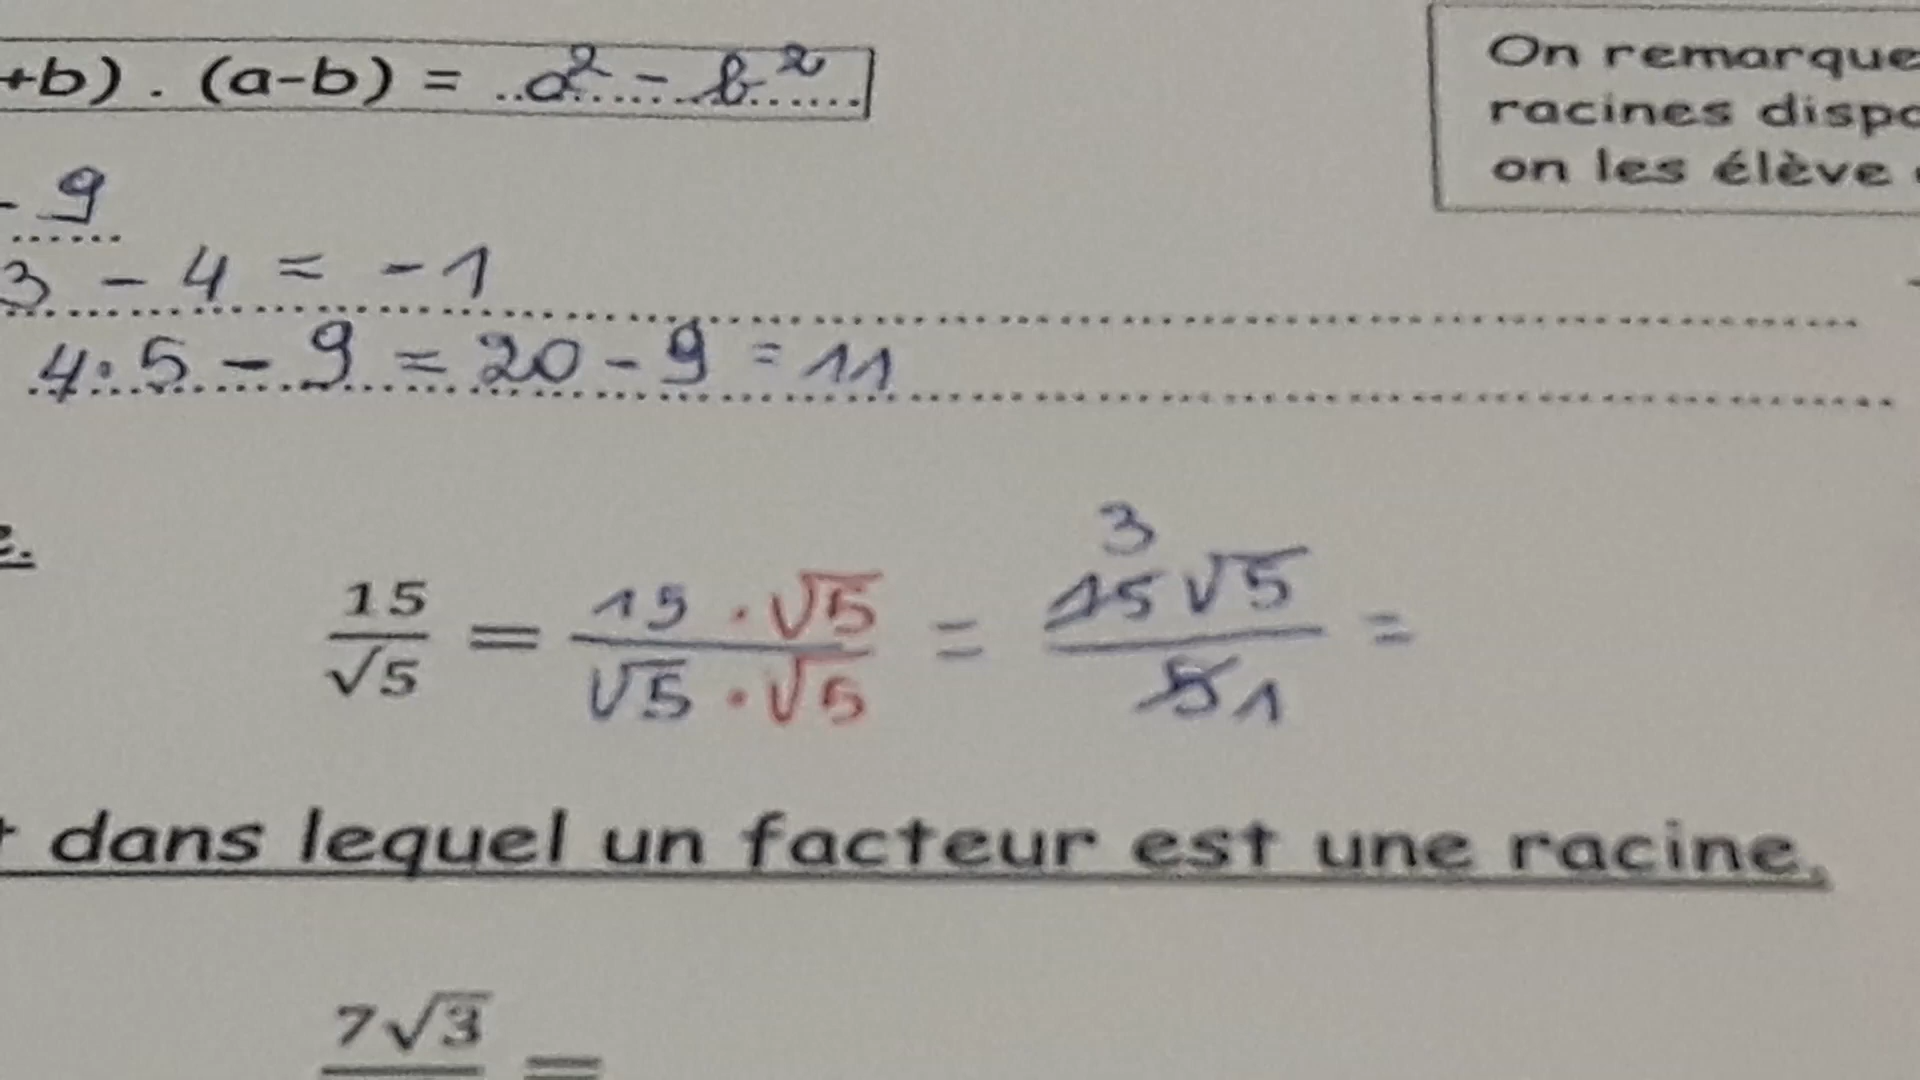 +b) . (a-b) = a² - b²
On remarque
racines dispa
on les élève
- 9
3 - 4 = -1
4.5 - 9 = 20 - 9 = 11
e.
15/√5 = 15 . √5 / √5 . √5 = 3 15√5 / 5 1 =
dans lequel un facteur est une racine.
7√3 =